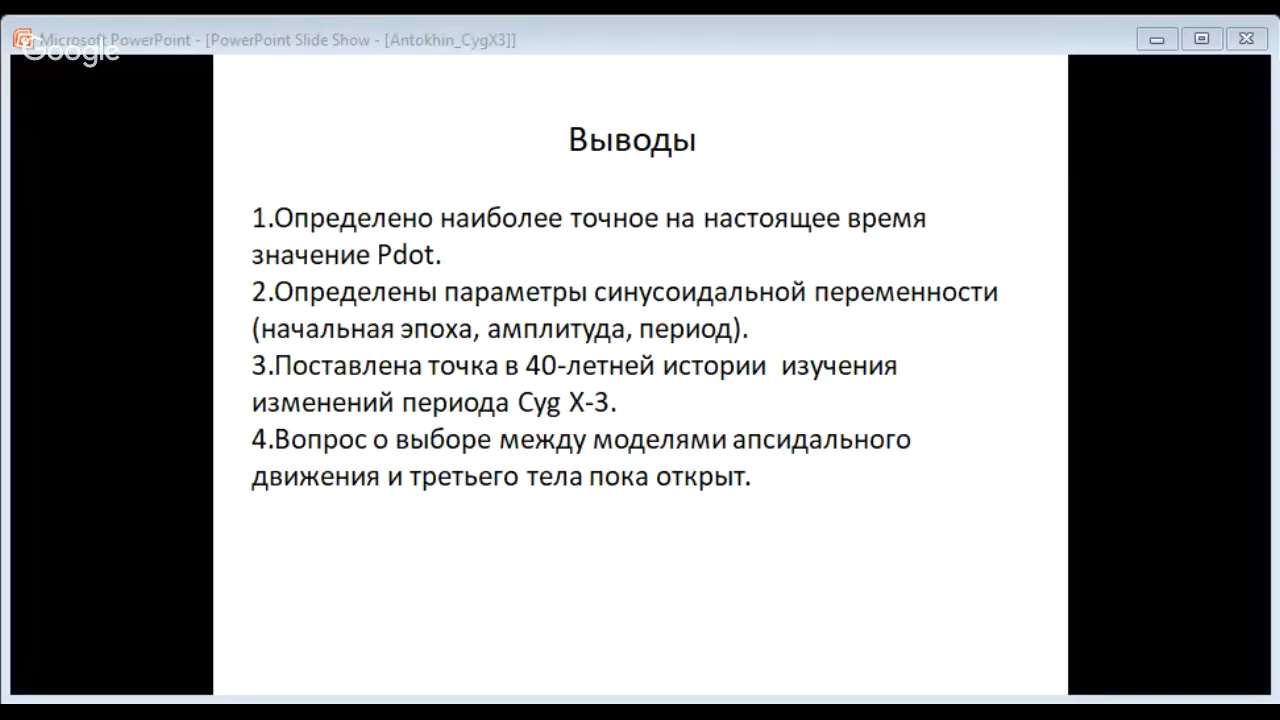 Microsoft PowerPoint - [PowerPoint Slide Show - [Antokhin_CygX3]]
Google
Выводы
1.Определено наиболее точное на настоящее время
значение Pdot.
2.Определены параметры синусоидальной переменности
(начальная эпоха, амплитуда, период).
3.Поставлена точка в 40-летней истории  изучения
изменений периода Cyg X-3.
4.Вопрос о выборе между моделями апсидального
движения и третьего тела пока открыт.